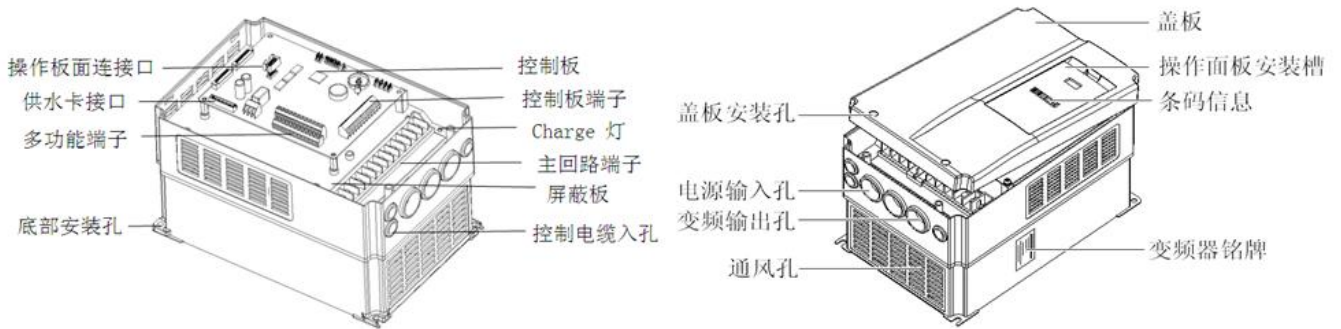 操作板面连接口
供水卡接口
多功能端子
底部安装孔
控制板
控制板端子
Charge 灯
主回路端子
屏蔽板
控制电缆入孔
盖板安装孔
电源输入孔
变频输出孔
通风孔
盖板
操作面板安装槽
条码信息
变频器铭牌